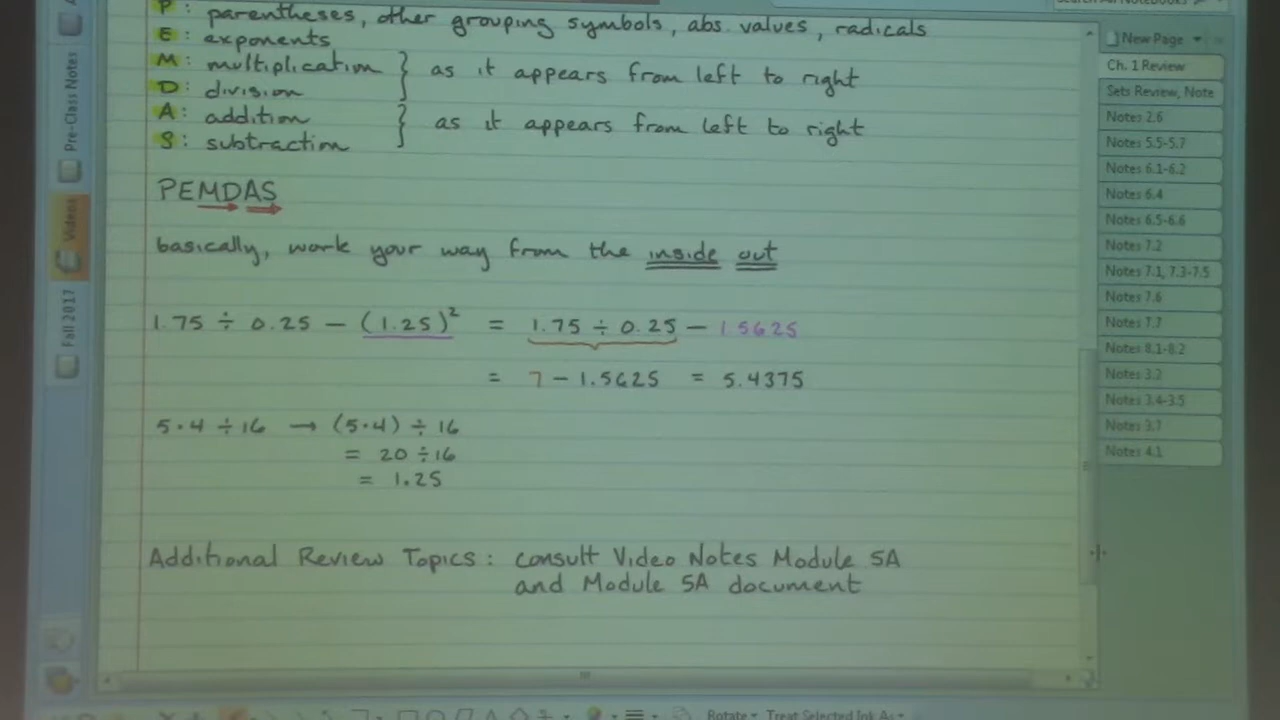 P: parentheses, other grouping symbols, abs. values, radicals
E: exponents
M: multiplication } as it appears from left to right
D: division
A: addition } as it appears from left to right
S: subtraction
PEMDAS
basically, work your way from the inside out
1.75 ÷ 0.25 − (1.25)² = 1.75 ÷ 0.25 − 1.5625
= 7 − 1.5625 = 5.4375
5·4 ÷ 16 → (5·4) ÷ 16
= 20 ÷ 16
= 1.25
Additional Review Topics: consult Video Notes Module 5A
and Module 5A document
Pre-Class Notes
Videos
Fall 2017
New Page
Ch. 1 Review
Sets Review, Note
Notes 2.6
Notes 5.5-5.7
Notes 6.1-6.2
Notes 6.4
Notes 6.5-6.6
Notes 7.2
Notes 7.1, 7.3-7.5
Notes 7.6
Notes 7.7
Notes 8.1-8.2
Notes 3.2
Notes 3.4-3.5
Notes 3.7
Notes 4.1
Rotate
Treat Selected Ink As